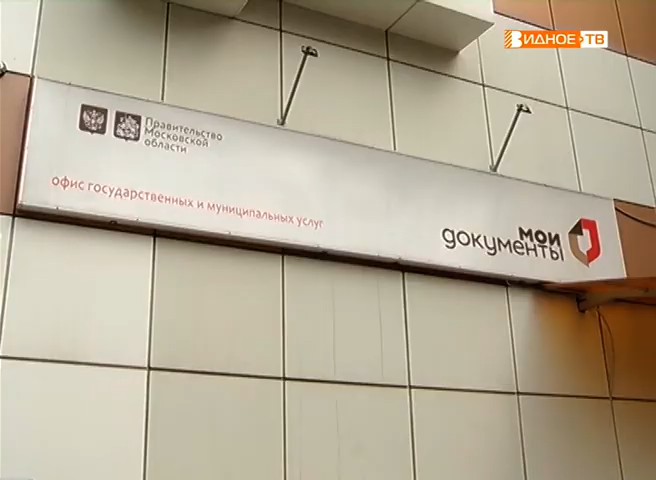 ВИДНОЕ-ТВ
Правительство
Московской
области
офис государственных и муниципальных услуг
мои
документы